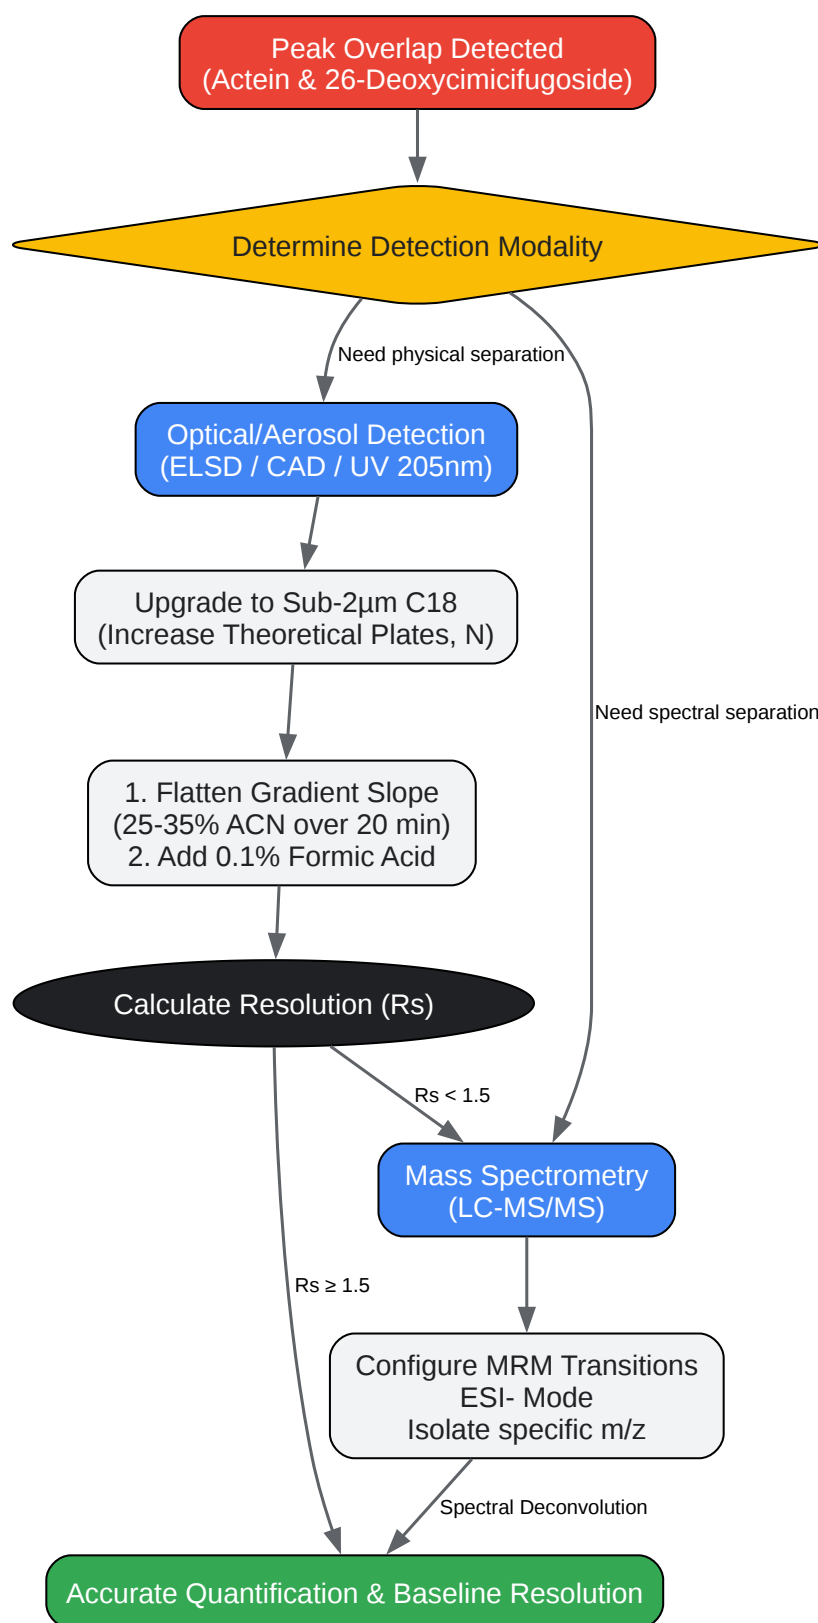 Peak Overlap Detected
(Actein & 26-Deoxycimicifugoside)
Determine Detection Modality
Need physical separation
Optical/Aerosol Detection
(ELSD / CAD / UV 205nm)
Upgrade to Sub-2µm C18
(Increase Theoretical Plates, N)
Need spectral separation
1. Flatten Gradient Slope
(25-35% ACN over 20 min)
2. Add 0.1% Formic Acid
Calculate Resolution (Rs)
Rs < 1.5
Mass Spectrometry
(LC-MS/MS)
Rs ≥ 1.5
Configure MRM Transitions
ESI- Mode
Isolate specific m/z
Spectral Deconvolution
Accurate Quantification & Baseline Resolution